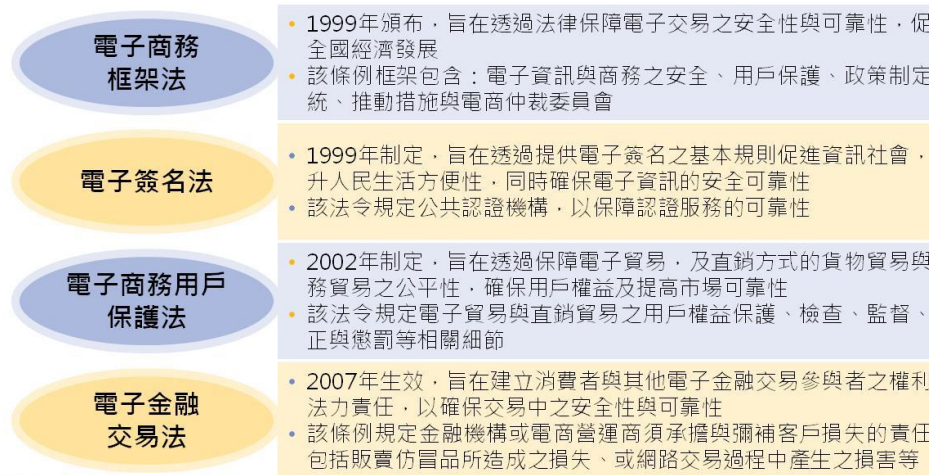 電子商務
框架法
• 1999年頒布，旨在透過法律保障電子交易之安全性與可靠性，促
全國經濟發展
• 該條例框架包含：電子資訊與商務之安全、用戶保護、政策制定
統、推動措施與電商仲裁委員會
電子簽名法
• 1999年制定，旨在透過提供電子簽名之基本規則促進資訊社會，
升人民生活方便性，同時確保電子資訊的安全可靠性
• 該法令規定公共認證機構，以保障認證服務的可靠性
電子商務用戶
保護法
• 2002年制定，旨在透過保障電子貿易，及直銷方式的貨物貿易與
務貿易之公平性，確保用戶權益及提高市場可靠性
• 該法令規定電子貿易與直銷貿易之用戶權益保護、檢查、監督、
正與懲罰等相關細節
電子金融
交易法
• 2007年生效，旨在建立消費者與其他電子金融交易參與者之權利
法力責任，以確保交易中之安全性與可靠性
• 該條例規定金融機構或電商營運商須承擔與彌補客戶損失的責任
包括販賣仿冒品所造成之損失、或網路交易過程中產生之損害等